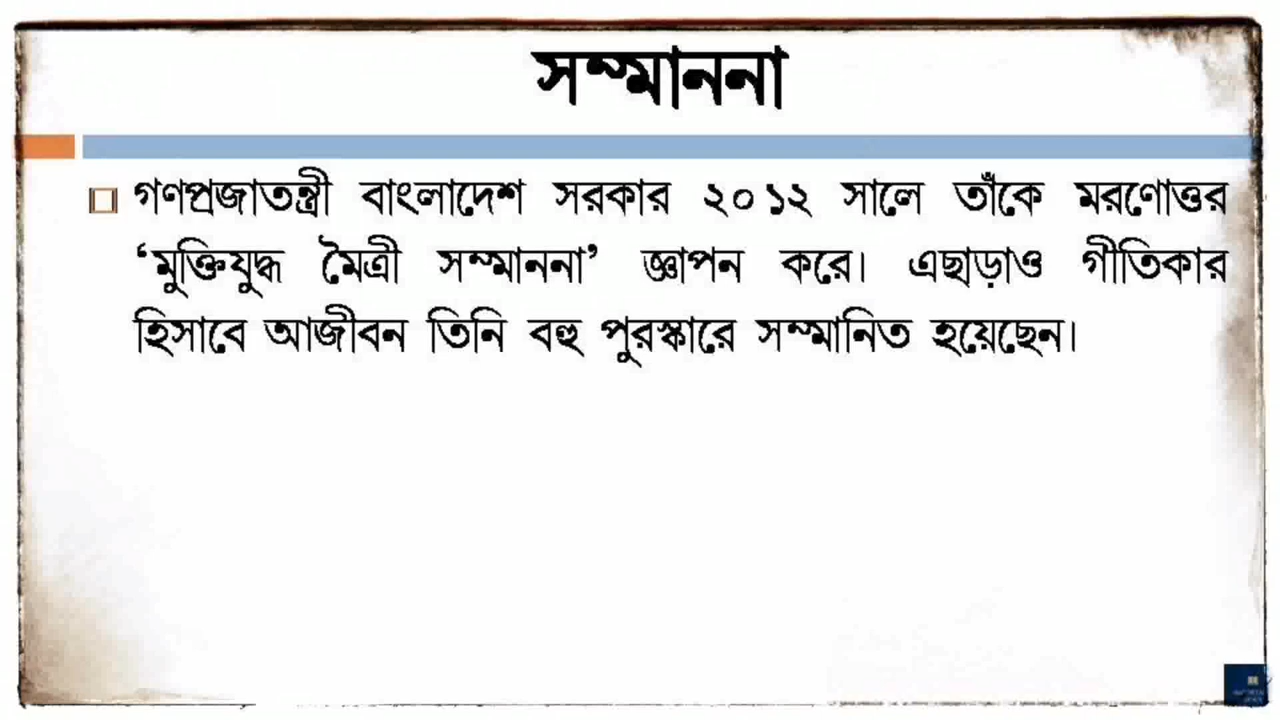 সম্মাননা
গণপ্রজাতন্ত্রী বাংলাদেশ সরকার ২০১২ সালে তাঁকে মরণোত্তর
‘মুক্তিযুদ্ধ মৈত্রী সম্মাননা’ জ্ঞাপন করে। এছাড়াও গীতিকার
হিসাবে আজীবন তিনি বহু পুরস্কারে সম্মানিত হয়েছেন।